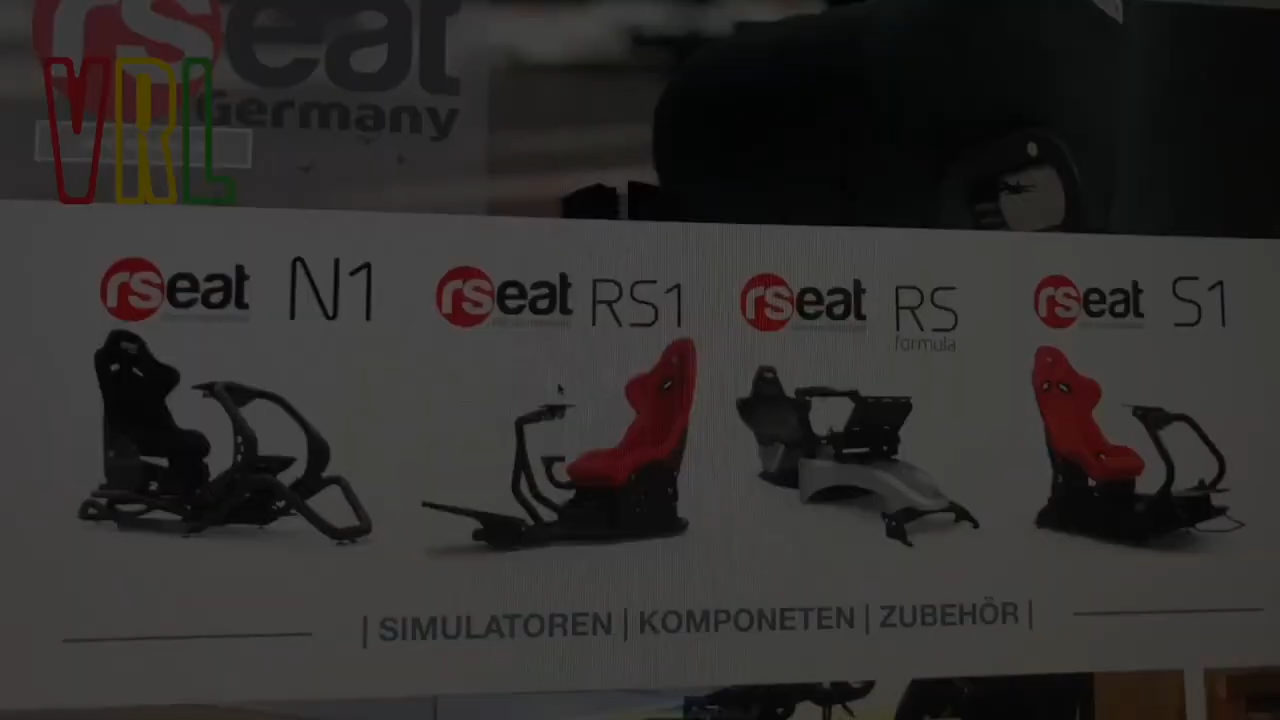 rseat
Germany
VRL
rseat N1
rseat RS1
rseat RS
formula
rseat S1
| SIMULATOREN | KOMPONETEN | ZUBEHÖR |